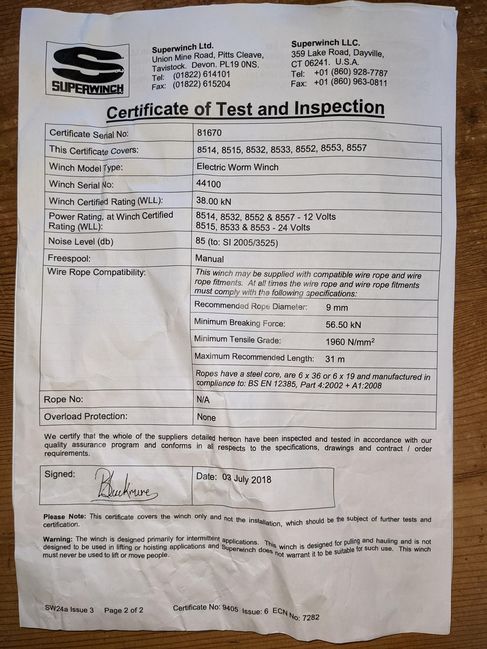 Superwinch Ltd.
Union Mine Road, Pitts Cleave,
Tavistock. Devon. PL19 0NS.
Tel: (01822) 614101
Fax: (01822) 615204
Superwinch LLC.
359 Lake Road, Dayville,
CT 06241. U.S.A.
Tel: +01 (860) 928-7787
Fax: +01 (860) 963-0811
SUPERWINCH
Certificate of Test and Inspection
Certificate Serial No: 81670
This Certificate Covers: 8514, 8515, 8532, 8533, 8552, 8553, 8557
Winch Model Type: Electric Worm Winch
Winch Serial No: 44100
Winch Certified Rating (WLL): 38.00 kN
Power Rating, at Winch Certified 8514, 8532, 8552 & 8557 - 12 Volts
Rating (WLL): 8515, 8533 & 8553 - 24 Volts
Noise Level (db) 85 (to: SI 2005/3525)
Freespool: Manual
Wire Rope Compatibility: This winch may be supplied with compatible wire rope and wire
rope fitments. At all times the wire rope and wire rope fitments
must comply with the following specifications:
Recommended Rope Diameter: 9 mm
Minimum Breaking Force: 56.50 kN
Minimum Tensile Grade: 1960 N/mm²
Maximum Recommended Length: 31 m
Ropes have a steel core, are 6 x 36 or 6 x 19 and manufactured in
compliance to: BS EN 12385, Part 4:2002 + A1:2008
Rope No: N/A
Overload Protection: None
We certify that the whole of the suppliers detailed hereon have been inspected and tested in accordance with our
quality assurance program and conforms in all respects to the specifications, drawings and contract / order
requirements.
Signed: Date: 03 July 2018
Please Note: This certificate covers the winch only and not the installation, which should be the subject of further tests and
certification.
Warning: The winch is designed primarily for intermittent applications. This winch is designed for pulling and hauling and is not
designed to be used in lifting or hoisting applications and Superwinch does not warrant it to be suitable for such use. This winch
must never be used to lift or move people.
SW24a Issue 3 Page 2 of 2 Certificate No: 9405 Issue: 6 ECN No: 7282